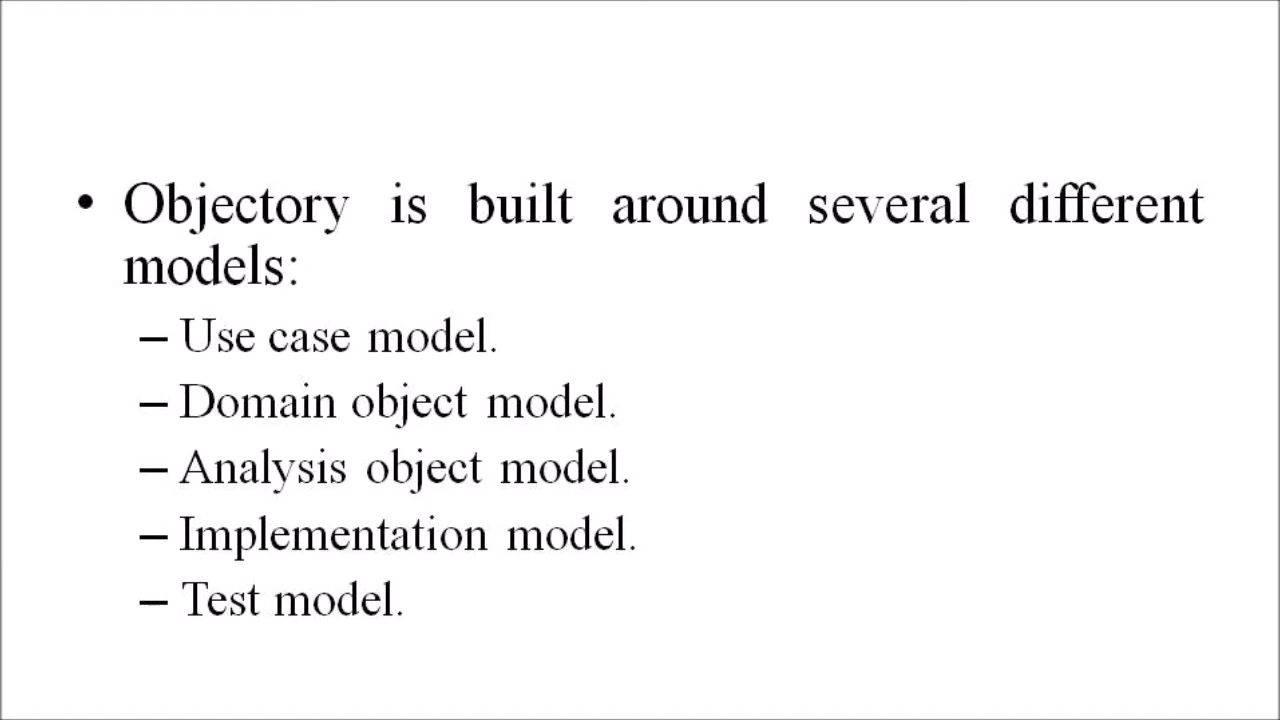 • Objectory is built around several different
models:
– Use case model.
– Domain object model.
– Analysis object model.
– Implementation model.
– Test model.